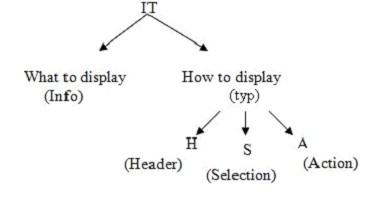 IT
What to display
(Info)
How to display
(typ)
H
(Header)
S
(Selection)
A
(Action)